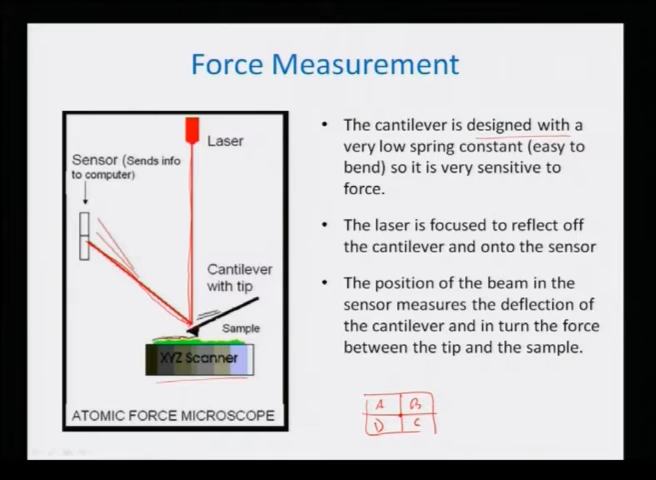 Force Measurement
Laser
Sensor (Sends info
to computer)
Cantilever
with tip
Sample
XYZ Scanner
ATOMIC FORCE MICROSCOPE
• The cantilever is designed with a
very low spring constant (easy to
bend) so it is very sensitive to
force.
• The laser is focused to reflect off
the cantilever and onto the sensor
• The position of the beam in the
sensor measures the deflection of
the cantilever and in turn the force
between the tip and the sample.
A B
D C